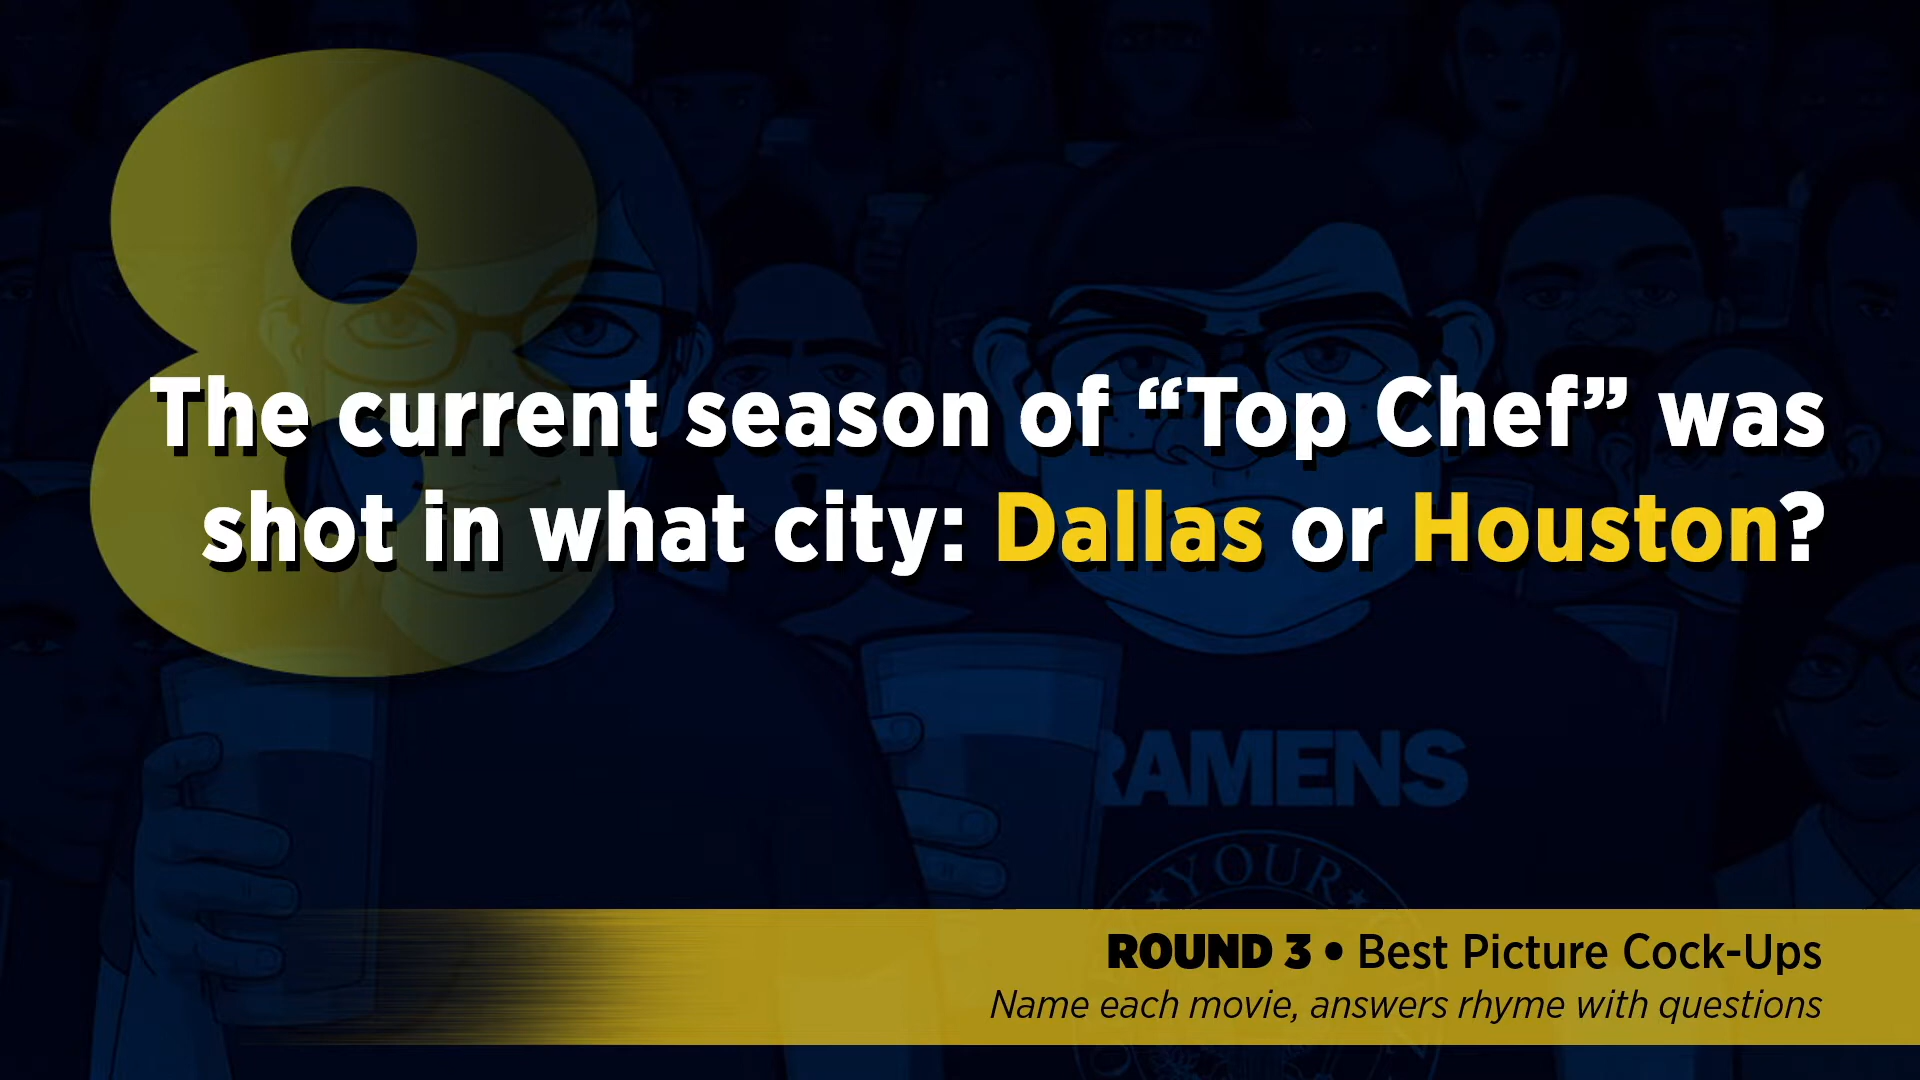 8
The current season of “Top Chef” was
shot in what city: Dallas or Houston?
RAMENS
YOUR
ROUND 3 • Best Picture Cock-Ups
Name each movie, answers rhyme with questions